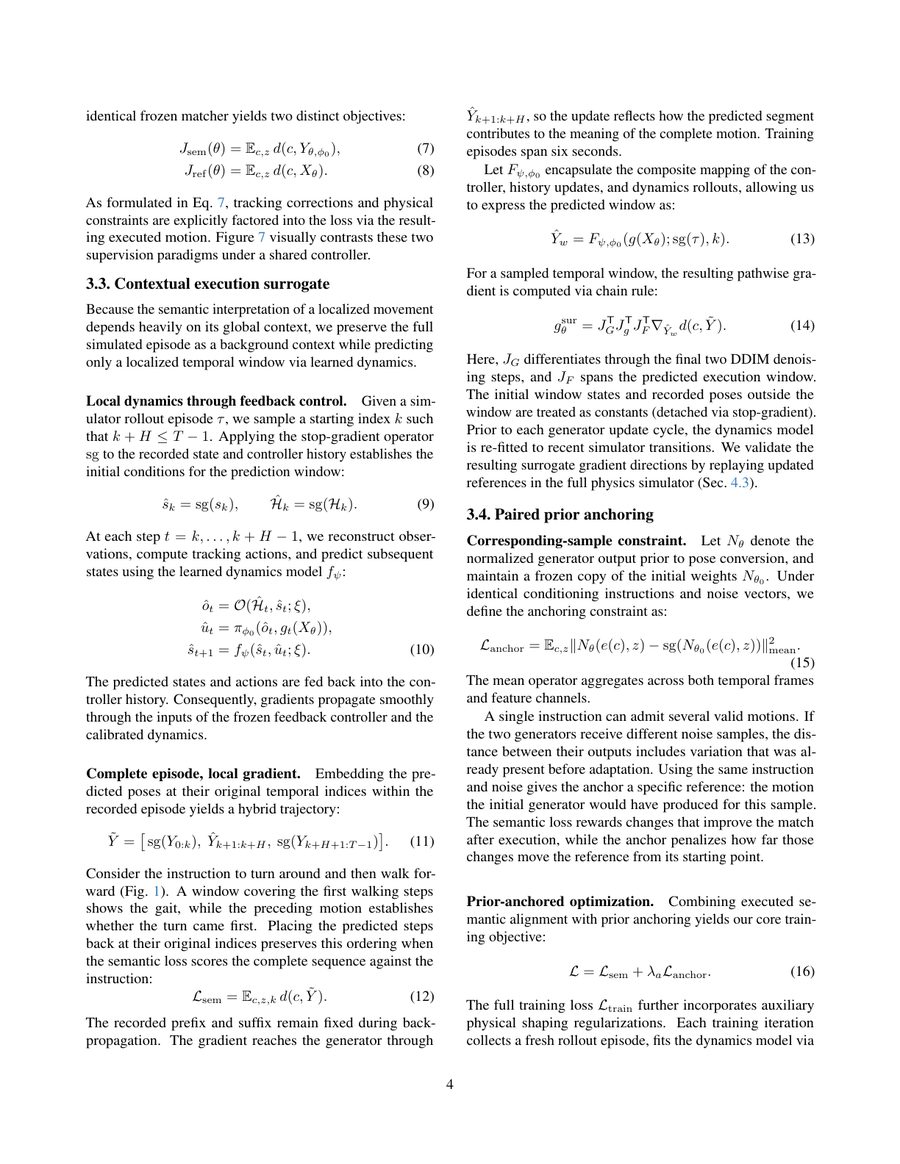 identical frozen matcher yields two distinct objectives:
J_sem(θ) = 𝔼_{c,z} d(c, Y_{θ,ϕ_0}), (7)
J_ref(θ) = 𝔼_{c,z} d(c, X_θ). (8)
As formulated in Eq. 7, tracking corrections and physical
constraints are explicitly factored into the loss via the result-
ing executed motion. Figure 7 visually contrasts these two
supervision paradigms under a shared controller.
3.3. Contextual execution surrogate
Because the semantic interpretation of a localized movement
depends heavily on its global context, we preserve the full
simulated episode as a background context while predicting
only a localized temporal window via learned dynamics.
Local dynamics through feedback control. Given a sim-
ulator rollout episode τ, we sample a starting index k such
that k + H ≤ T − 1. Applying the stop-gradient operator
sg to the recorded state and controller history establishes the
initial conditions for the prediction window:
ŝ_k = sg(s_k), Ĥ_k = sg(H_k). (9)
At each step t = k, . . . , k + H − 1, we reconstruct obser-
vations, compute tracking actions, and predict subsequent
states using the learned dynamics model f_ψ:
ô_t = O(Ĥ_t, ŝ_t; ξ),
û_t = π_{ϕ_0}(ô_t, g_t(X_θ)),
ŝ_{t+1} = f_ψ(ŝ_t, û_t; ξ). (10)
The predicted states and actions are fed back into the con-
troller history. Consequently, gradients propagate smoothly
through the inputs of the frozen feedback controller and the
calibrated dynamics.
Complete episode, local gradient. Embedding the pre-
dicted poses at their original temporal indices within the
recorded episode yields a hybrid trajectory:
Ỹ = [ sg(Y_{0:k}), Ŷ_{k+1:k+H}, sg(Y_{k+H+1:T−1}) ]. (11)
Consider the instruction to turn around and then walk for-
ward (Fig. 1). A window covering the first walking steps
shows the gait, while the preceding motion establishes
whether the turn came first. Placing the predicted steps
back at their original indices preserves this ordering when
the semantic loss scores the complete sequence against the
instruction:
L_sem = 𝔼_{c,z,k} d(c, Ỹ). (12)
The recorded prefix and suffix remain fixed during back-
propagation. The gradient reaches the generator through
Ŷ_{k+1:k+H}, so the update reflects how the predicted segment
contributes to the meaning of the complete motion. Training
episodes span six seconds.
Let F_{ψ,ϕ_0} encapsulate the composite mapping of the con-
troller, history updates, and dynamics rollouts, allowing us
to express the predicted window as:
Ŷ_w = F_{ψ,ϕ_0}(g(X_θ); sg(τ), k). (13)
For a sampled temporal window, the resulting pathwise gra-
dient is computed via chain rule:
g_θ^sur = J_G^⊤ J_g^⊤ J_F^⊤ ∇_{Ŷ_w} d(c, Ỹ). (14)
Here, J_G differentiates through the final two DDIM denois-
ing steps, and J_F spans the predicted execution window.
The initial window states and recorded poses outside the
window are treated as constants (detached via stop-gradient).
Prior to each generator update cycle, the dynamics model
is re-fitted to recent simulator transitions. We validate the
resulting surrogate gradient directions by replaying updated
references in the full physics simulator (Sec. 4.3).
3.4. Paired prior anchoring
Corresponding-sample constraint. Let N_θ denote the
normalized generator output prior to pose conversion, and
maintain a frozen copy of the initial weights N_{θ_0}. Under
identical conditioning instructions and noise vectors, we
define the anchoring constraint as:
L_anchor = 𝔼_{c,z}∥N_θ(e(c), z) − sg(N_{θ_0}(e(c), z))∥²_mean.
(15)
The mean operator aggregates across both temporal frames
and feature channels.
A single instruction can admit several valid motions. If
the two generators receive different noise samples, the dis-
tance between their outputs includes variation that was al-
ready present before adaptation. Using the same instruction
and noise gives the anchor a specific reference: the motion
the initial generator would have produced for this sample.
The semantic loss rewards changes that improve the match
after execution, while the anchor penalizes how far those
changes move the reference from its starting point.
Prior-anchored optimization. Combining executed se-
mantic alignment with prior anchoring yields our core train-
ing objective:
L = L_sem + λ_a L_anchor. (16)
The full training loss L_train further incorporates auxiliary
physical shaping regularizations. Each training iteration
collects a fresh rollout episode, fits the dynamics model via
4